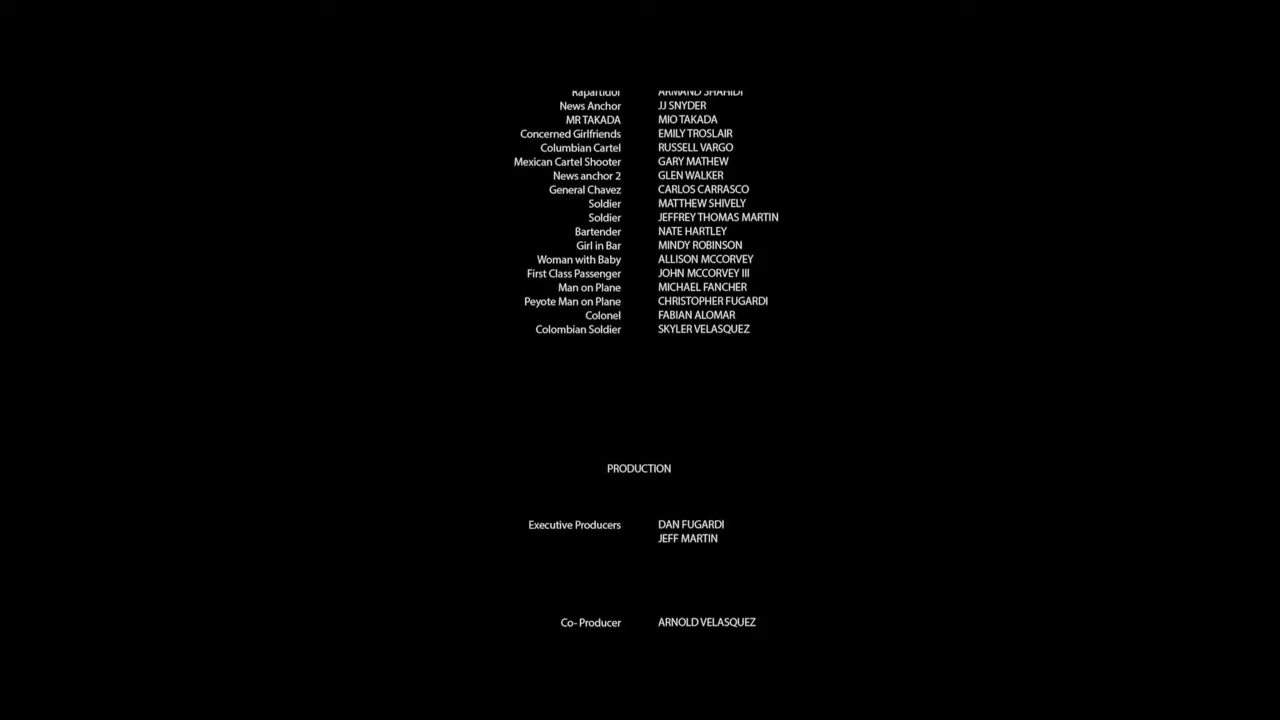 Rapartidor ARMAND SHAHIDI
News Anchor JJ SNYDER
MR TAKADA MIO TAKADA
Concerned Girlfriends EMILY TROSLAIR
Columbian Cartel RUSSELL VARGO
Mexican Cartel Shooter GARY MATHEW
News anchor 2 GLEN WALKER
General Chavez CARLOS CARRASCO
Soldier MATTHEW SHIVELY
Soldier JEFFREY THOMAS MARTIN
Bartender NATE HARTLEY
Girl in Bar MINDY ROBINSON
Woman with Baby ALLISON MCCORVEY
First Class Passenger JOHN MCCORVEY III
Man on Plane MICHAEL FANCHER
Peyote Man on Plane CHRISTOPHER FUGARDI
Colonel FABIAN ALOMAR
Colombian Soldier SKYLER VELASQUEZ
PRODUCTION
Executive Producers DAN FUGARDI
JEFF MARTIN
Co- Producer ARNOLD VELASQUEZ